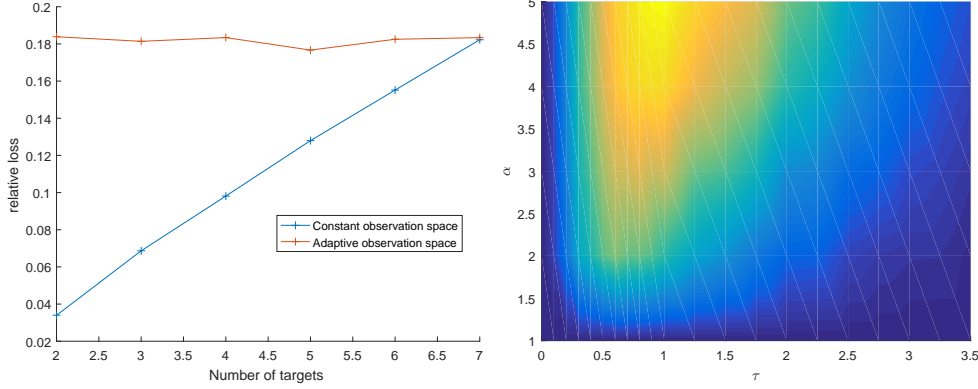 0.2
0.18
0.16
0.14
0.12
0.1
0.08
0.06
0.04
0.02
relative loss
2 2.5 3 3.5 4 4.5 5 5.5 6 6.5 7
Number of targets
Constant observation space
Adaptive observation space
5
4.5
4
3.5
3
2.5
2
1.5
1
α
0 0.5 1 1.5 2 2.5 3 3.5
τ